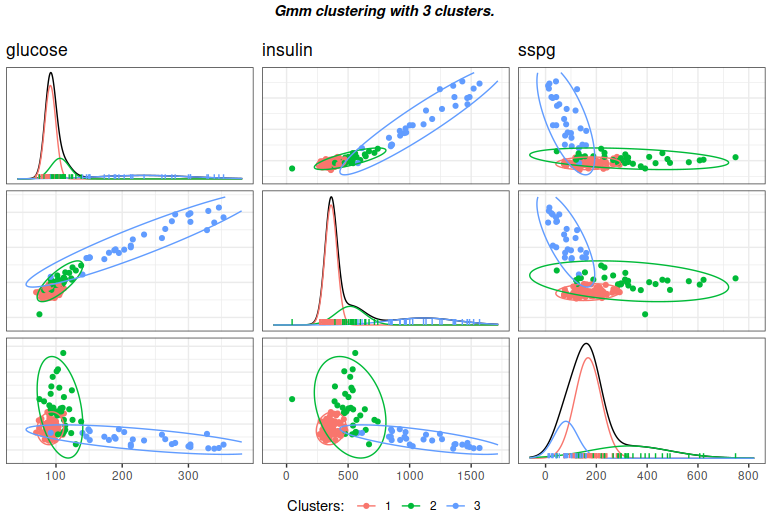 Gmm clustering with 3 clusters.
glucose insulin sspg
100 200 300 0 500 1000 1500 0 200 400 600 800
Clusters: 1 2 3